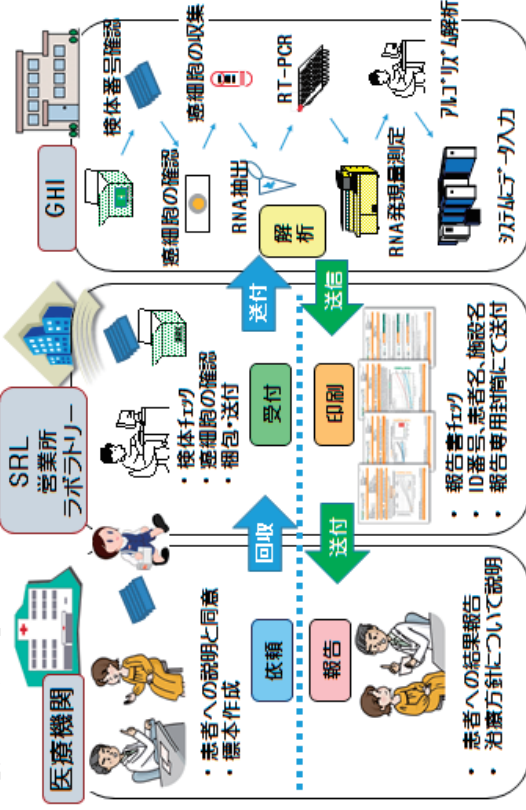 医療機関
・患者への説明と同意
・標本作成
依頼
回収
SRL
営業所
ラボラトリー
・検体チェック
・癌細胞の確認
・梱包・送付
受付
送付
GHI
検体番号確認
癌細胞の確認
癌細胞の収集
RNA抽出
RT-PCR
RNA発現量測定
アルゴリズム解析
システムにデータ入力
解析
送信
印刷
・報告書チェック
・ID番号、患者名、施設名
・報告専用封筒にて送付
送付
報告
・患者への結果報告
・治療方針について説明